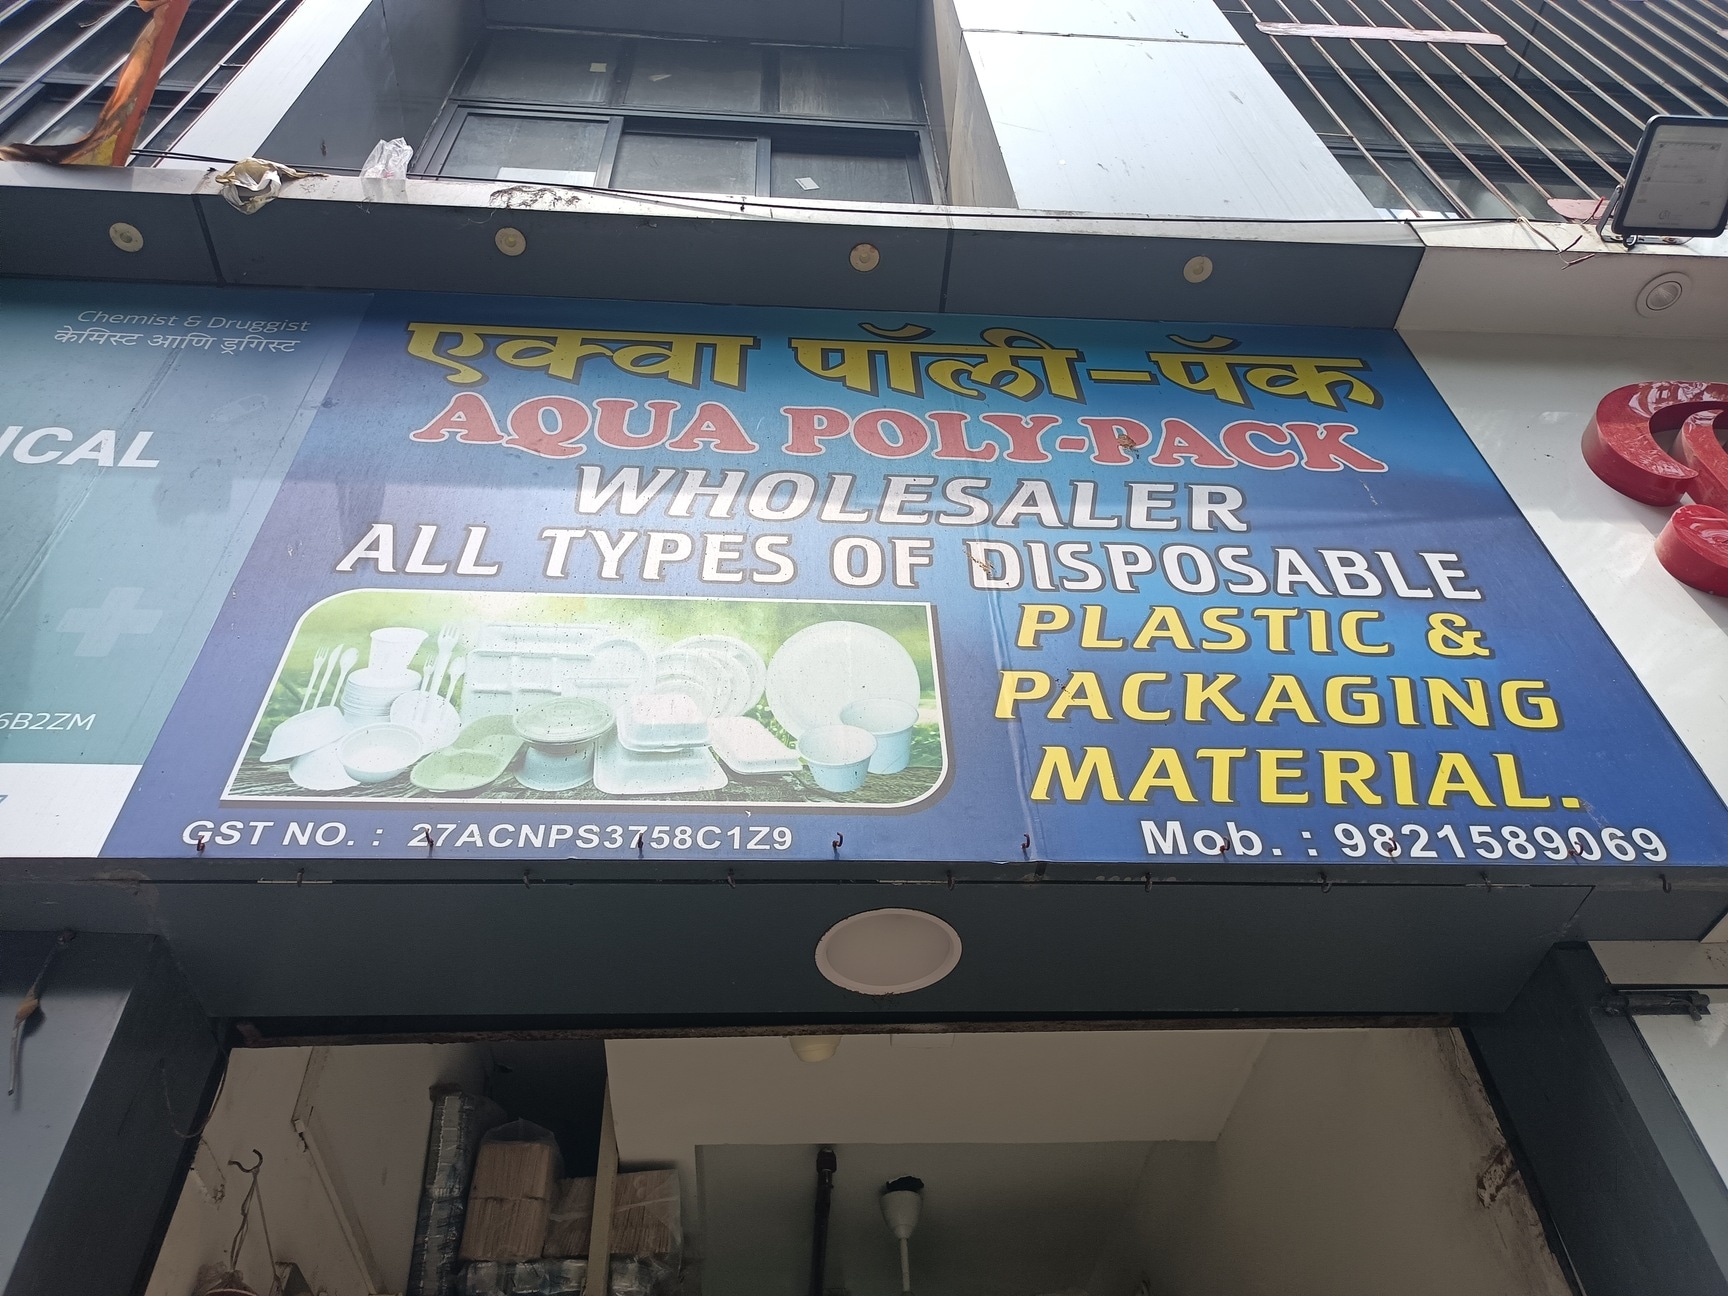 Chemist & Druggist
केमिस्ट आणि ड्रगिस्ट
ICAL
6B2ZM
एक्वा पॉली-पॅक
AQUA POLY-PACK
WHOLESALER
ALL TYPES OF DISPOSABLE
PLASTIC &
PACKAGING
MATERIAL.
GST NO. : 27ACNPS3758C1Z9
Mob. : 9821589069